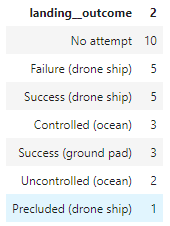 landing__outcome 2
No attempt 10
Failure (drone ship) 5
Success (drone ship) 5
Controlled (ocean) 3
Success (ground pad) 3
Uncontrolled (ocean) 2
Precluded (drone ship) 1